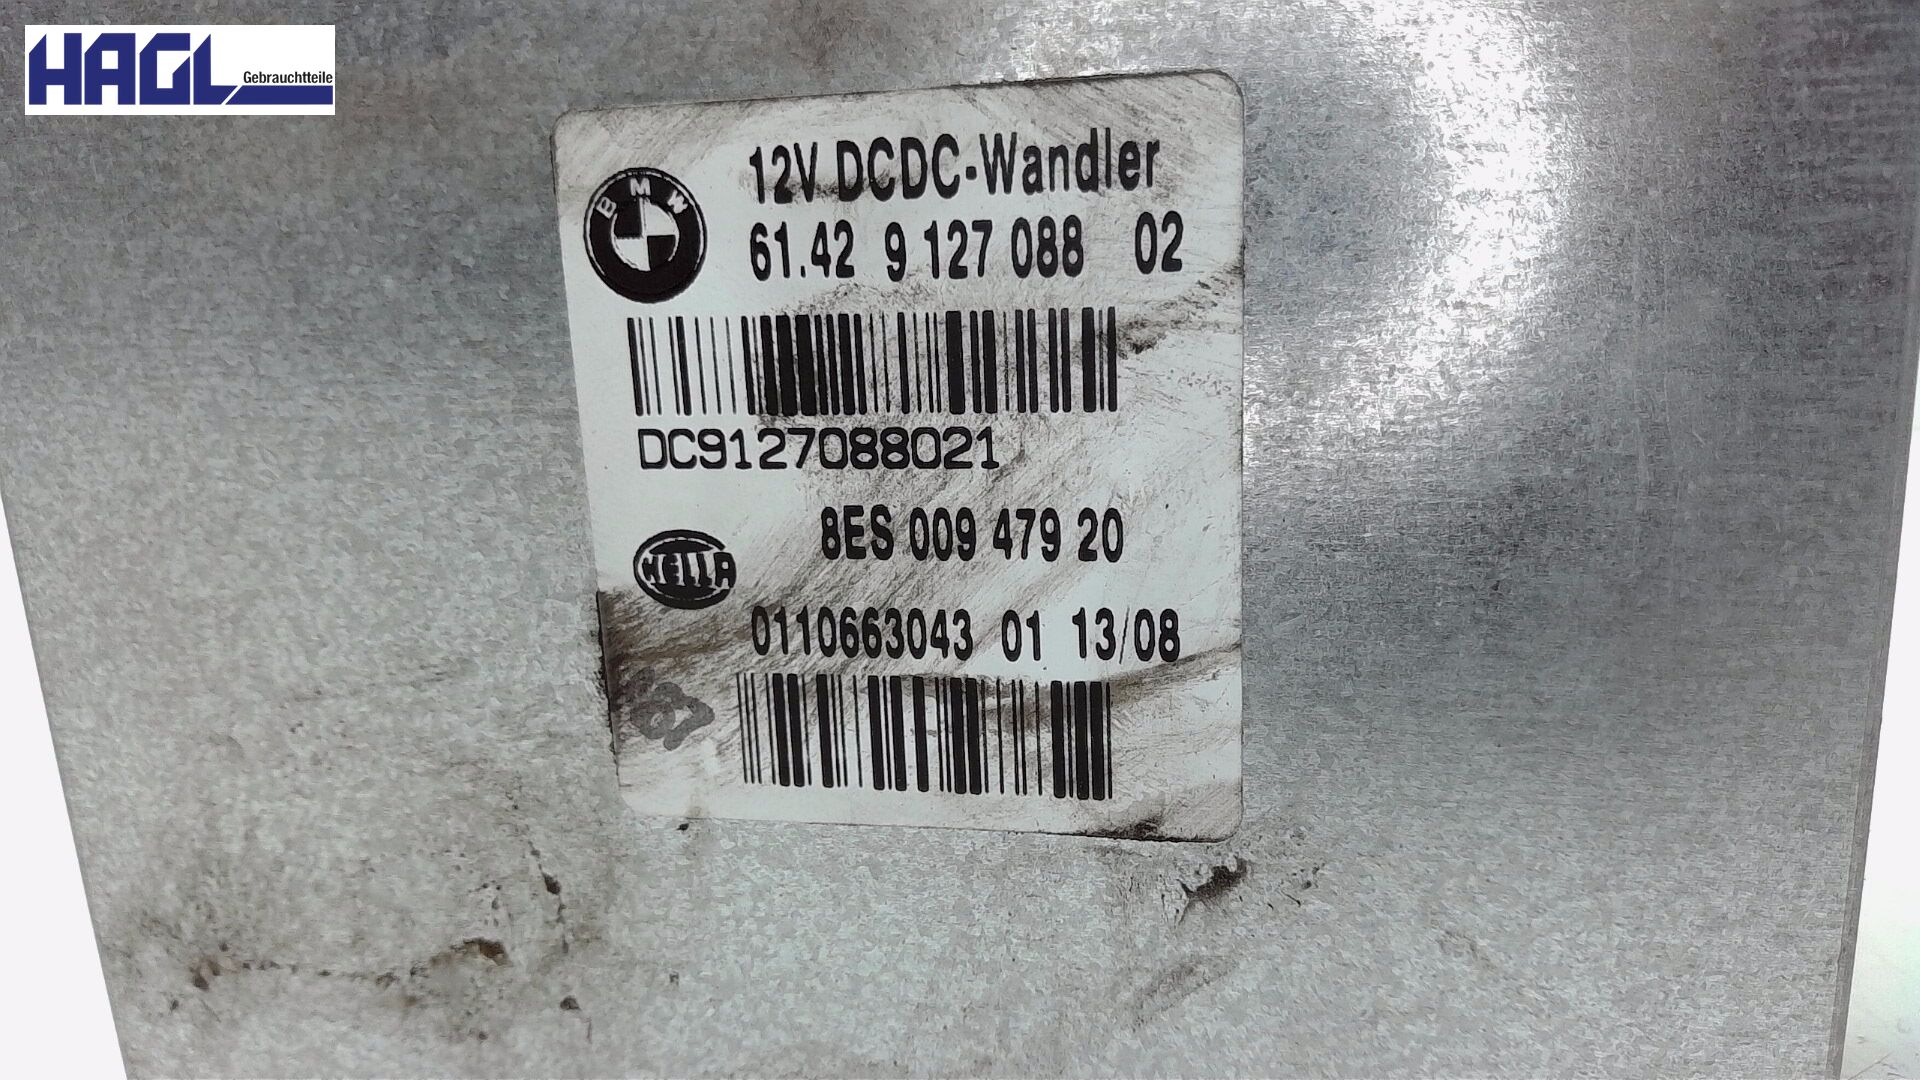 HAGL
Gebrauchtteile
12V DCDC-Wandler
BMW
61.42 9 127 088 02
DC9127088021
8ES 009 479 20
HELLA
0110663043 01 13/08